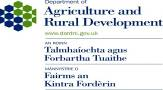 Department of
Agriculture and
Rural Development
www.dardni.gov.uk
AN ROINN
Talmhaíochta agus
Forbartha Tuaithe
MÄNNYSTRIE O
Fairms an
Kintra Fordèrin